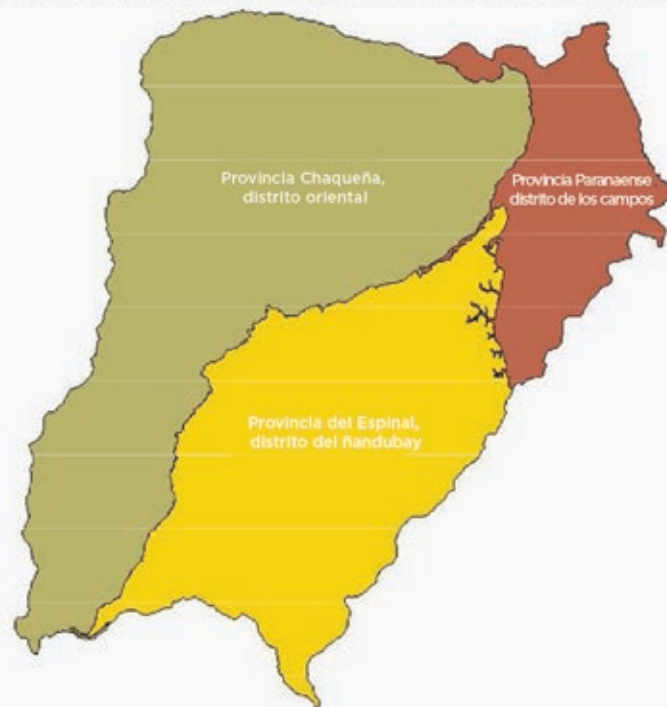 Provincia Chaqueña,
distrito oriental
Provincia Paranaense
distrito de los campos
Provincia del Espinal,
distrito del ñandubay